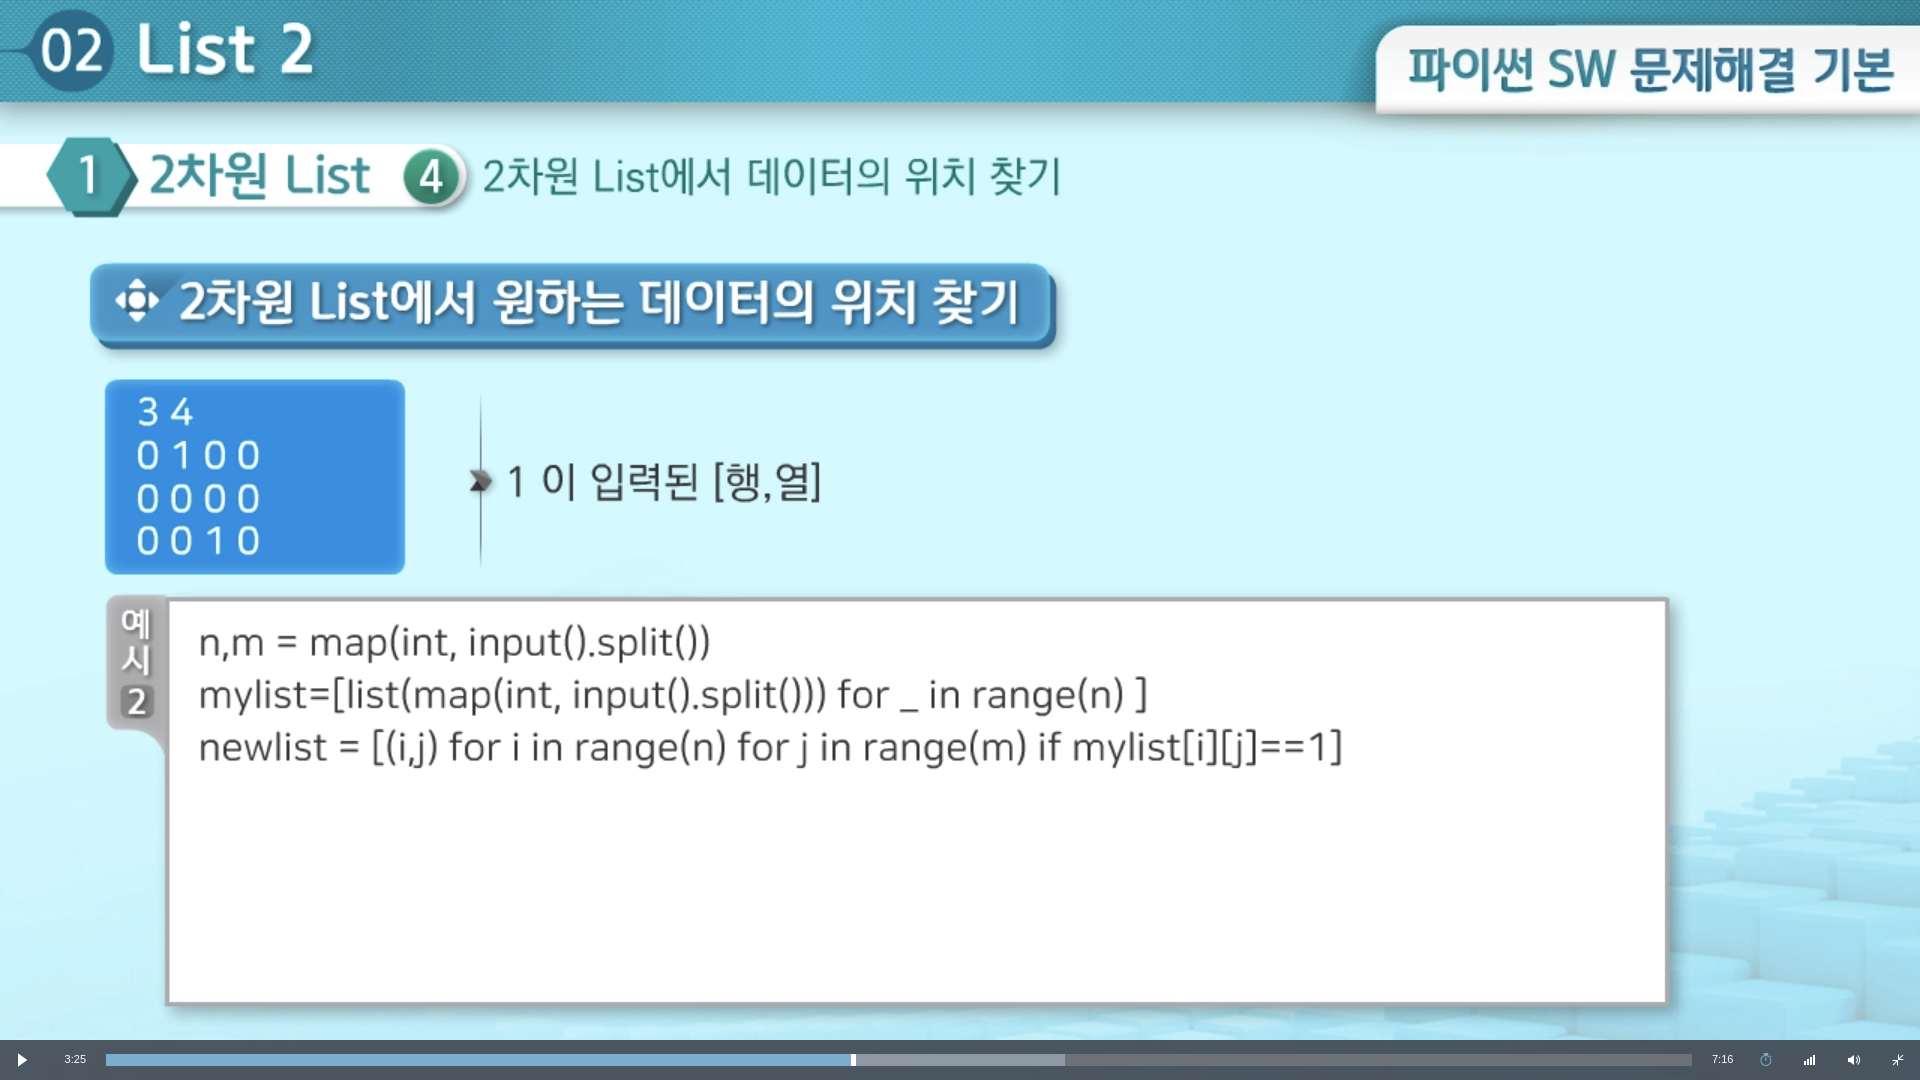 02 List 2
파이썬 SW 문제해결 기본
1 2차원 List 4 2차원 List에서 데이터의 위치 찾기
2차원 List에서 원하는 데이터의 위치 찾기
3 4
0 1 0 0
0 0 0 0
0 0 1 0
1 이 입력된 [행,열]
예시 2
n,m = map(int, input().split())
mylist=[list(map(int, input().split())) for _ in range(n) ]
newlist = [(i,j) for i in range(n) for j in range(m) if mylist[i][j]==1]
3:25
7:16